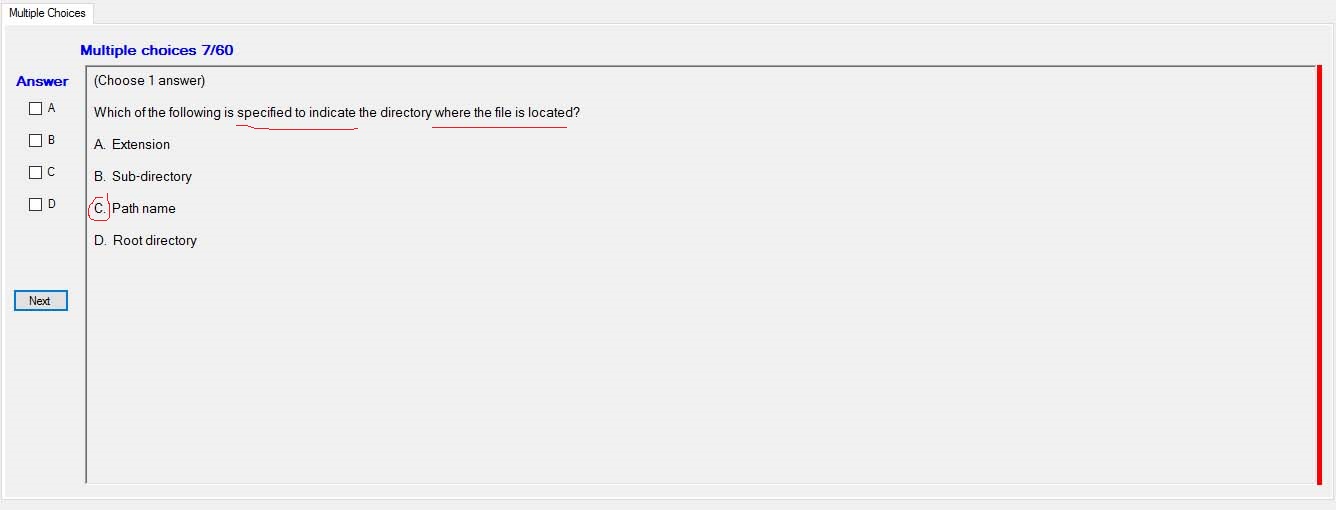 Multiple Choices
Multiple choices 7/60
Answer
(Choose 1 answer)
A
Which of the following is specified to indicate the directory where the file is located?
B
A. Extension
C
B. Sub-directory
D
C. Path name
D. Root directory
Next